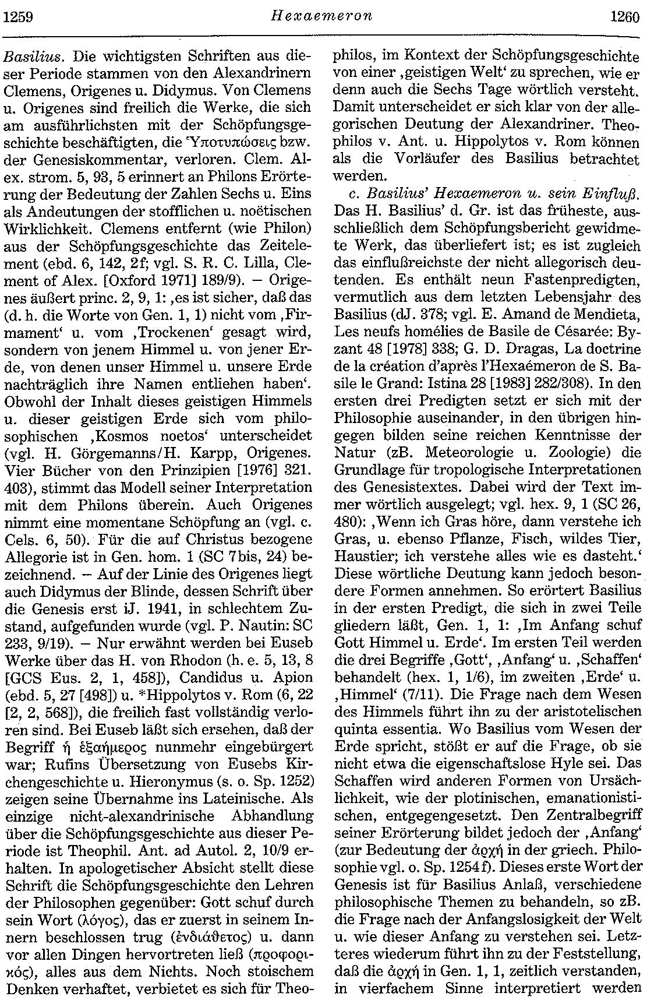 1259 Hexaemeron 1260
Basilius. Die wichtigsten Schriften aus die-
ser Periode stammen von den Alexandrinern
Clemens, Origenes u. Didymus. Von Clemens
u. Origenes sind freilich die Werke, die sich
am ausführlichsten mit der Schöpfungsge-
schichte beschäftigten, die Ὑποτυπώσεις bzw.
der Genesiskommentar, verloren. Clem. Al-
ex. strom. 5, 93, 5 erinnert an Philons Erörte-
rung der Bedeutung der Zahlen Sechs u. Eins
als Andeutungen der stofflichen u. noëtischen
Wirklichkeit. Clemens entfernt (wie Philon)
aus der Schöpfungsgeschichte das Zeitele-
ment (ebd. 6, 142, 2f; vgl. S. R. C. Lilla, Cle-
ment of Alex. [Oxford 1971] 189/9). – Orige-
nes äußert princ. 2, 9, 1: ‚es ist sicher, daß das
(d. h. die Worte von Gen. 1, 1) nicht vom ‚Fir-
mament‘ u. vom ‚Trockenen‘ gesagt wird,
sondern von jenem Himmel u. von jener Er-
de, von denen unser Himmel u. unsere Erde
nachträglich ihre Namen entliehen haben‘.
Obwohl der Inhalt dieses geistigen Himmels
u. dieser geistigen Erde sich vom philo-
sophischen ‚Kosmos noetos‘ unterscheidet
(vgl. H. Görgemanns/H. Karpp, Origenes.
Vier Bücher von den Prinzipien [1976] 321.
403), stimmt das Modell seiner Interpretation
mit dem Philons überein. Auch Origenes
nimmt eine momentane Schöpfung an (vgl. c.
Cels. 6, 50). Für die auf Christus bezogene
Allegorie ist in Gen. hom. 1 (SC 7bis, 24) be-
zeichnend. – Auf der Linie des Origenes liegt
auch Didymus der Blinde, dessen Schrift über
die Genesis erst iJ. 1941, in schlechtem Zu-
stand, aufgefunden wurde (vgl. P. Nautin: SC
233, 9/19). – Nur erwähnt werden bei Euseb
Werke über das H. von Rhodon (h. e. 5, 13, 8
[GCS Eus. 2, 1, 458]), Candidus u. Apion
(ebd. 5, 27 [498]) u. *Hippolytos v. Rom (6, 22
[2, 2, 568]), die freilich fast vollständig verlo-
ren sind. Bei Euseb läßt sich ersehen, daß der
Begriff ἡ ἑξαήμερος nunmehr eingebürgert
war; Rufins Übersetzung von Eusebs Kir-
chengeschichte u. Hieronymus (s. o. Sp. 1252)
zeigen seine Übernahme ins Lateinische. Als
einzige nicht-alexandrinische Abhandlung
über die Schöpfungsgeschichte aus dieser Pe-
riode ist Theophil. Ant. ad Autol. 2, 10/9 er-
halten. In apologetischer Absicht stellt diese
Schrift die Schöpfungsgeschichte den Lehren
der Philosophen gegenüber: Gott schuf durch
sein Wort (λόγος), das er zuerst in seinem In-
nern beschlossen trug (ἐνδιάθετος) u. dann
vor allen Dingen hervortreten ließ (προφορι-
κός), alles aus dem Nichts. Noch stoischem
Denken verhaftet, verbietet es sich für Theo-
philos, im Kontext der Schöpfungsgeschichte
von einer ‚geistigen Welt‘ zu sprechen, wie er
denn auch die Sechs Tage wörtlich versteht.
Damit unterscheidet er sich klar von der alle-
gorischen Deutung der Alexandriner. Theo-
philos v. Ant. u. Hippolytos v. Rom können
als die Vorläufer des Basilius betrachtet
werden.
c. Basilius’ Hexaemeron u. sein Einfluß.
Das H. Basilius’ d. Gr. ist das früheste, aus-
schließlich dem Schöpfungsbericht gewidme-
te Werk, das überliefert ist; es ist zugleich
das einflußreichste der nicht allegorisch deu-
tenden. Es enthält neun Fastenpredigten,
vermutlich aus dem letzten Lebensjahr des
Basilius (dJ. 378; vgl. E. Amand de Mendieta,
Les neufs homélies de Basile de Césarée: By-
zant 48 [1978] 338; G. D. Dragas, La doctrine
de la création d’après l’Hexaémeron de S. Ba-
sile le Grand: Istina 28 [1983] 282/308). In den
ersten drei Predigten setzt er sich mit der
Philosophie auseinander, in den übrigen hin-
gegen bilden seine reichen Kenntnisse der
Natur (zB. Meteorologie u. Zoologie) die
Grundlage für tropologische Interpretationen
des Genesistextes. Dabei wird der Text im-
mer wörtlich ausgelegt; vgl. hex. 9, 1 (SC 26,
480): ‚Wenn ich Gras höre, dann verstehe ich
Gras, u. ebenso Pflanze, Fisch, wildes Tier,
Haustier; ich verstehe alles wie es dasteht.‘
Diese wörtliche Deutung kann jedoch beson-
dere Formen annehmen. So erörtert Basilius
in der ersten Predigt, die sich in zwei Teile
gliedern läßt, Gen. 1, 1: ‚Im Anfang schuf
Gott Himmel u. Erde‘. Im ersten Teil werden
die drei Begriffe ‚Gott‘, ‚Anfang‘ u. ‚Schaffen‘
behandelt (hex. 1, 1/6), im zweiten ‚Erde‘ u.
‚Himmel‘ (7/11). Die Frage nach dem Wesen
des Himmels führt ihn zu der aristotelischen
quinta essentia. Wo Basilius vom Wesen der
Erde spricht, stößt er auf die Frage, ob sie
nicht etwa die eigenschaftslose Hyle sei. Das
Schaffen wird anderen Formen von Ursäch-
lichkeit, wie der plotinischen, emanationisti-
schen, entgegengesetzt. Den Zentralbegriff
seiner Erörterung bildet jedoch der ‚Anfang‘
(zur Bedeutung der ἀρχή in der griech. Philo-
sophie vgl. o. Sp. 1254f). Dieses erste Wort der
Genesis ist für Basilius Anlaß, verschiedene
philosophische Themen zu behandeln, so zB.
die Frage nach der Anfangslosigkeit der Welt
u. wie dieser Anfang zu verstehen sei. Letz-
teres wiederum führt ihn zu der Feststellung,
daß die ἀρχή in Gen. 1, 1, zeitlich verstanden,
in vierfachem Sinne interpretiert werden